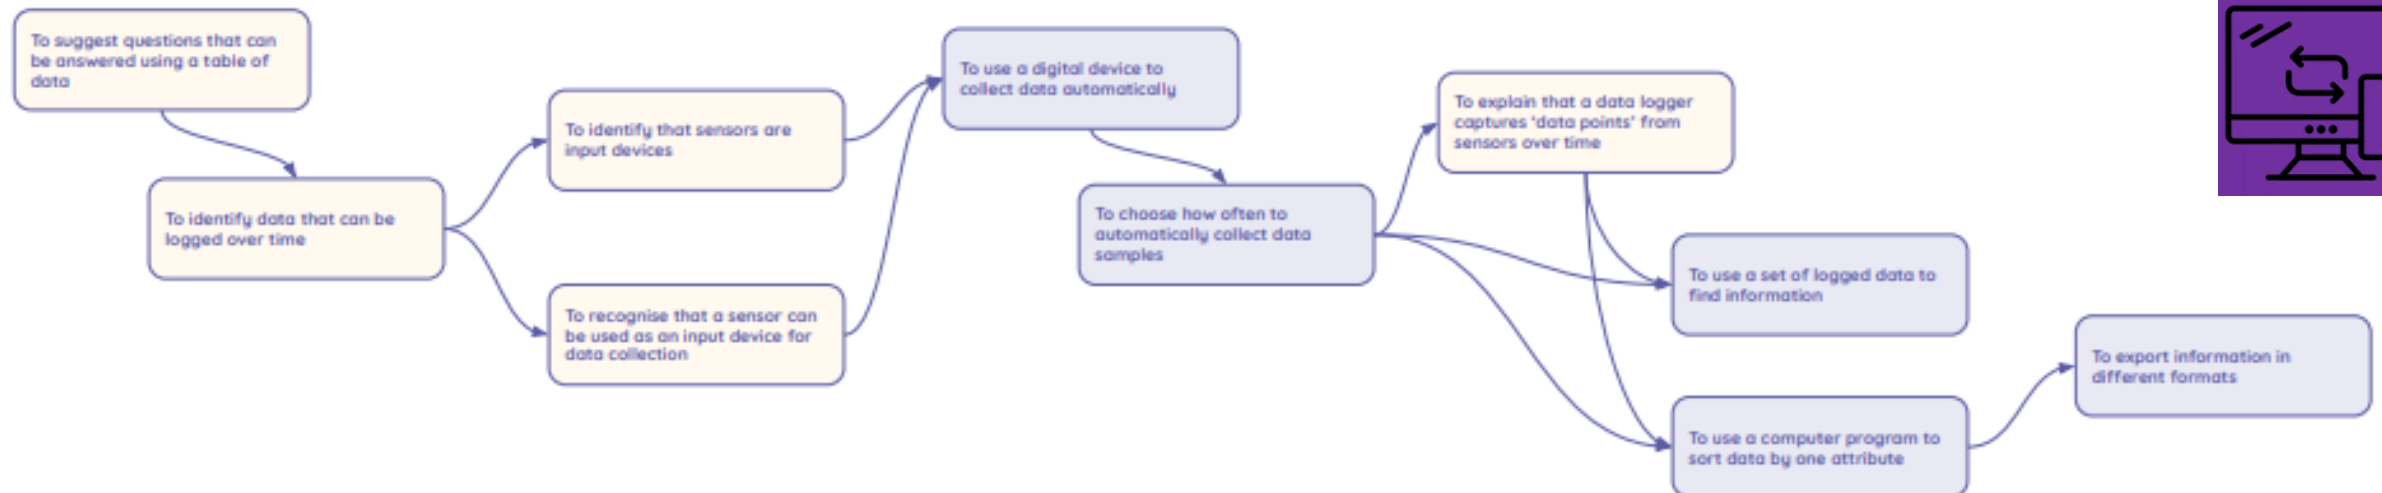 To suggest questions that can
be answered using a table of
data
To identify data that can be
logged over time
To identify that sensors are
input devices
To recognise that a sensor can
be used as an input device for
data collection
To use a digital device to
collect data automatically
To choose how often to
automatically collect data
samples
To explain that a data logger
captures ‘data points’ from
sensors over time
To use a set of logged data to
find information
To use a computer program to
sort data by one attribute
To export information in
different formats